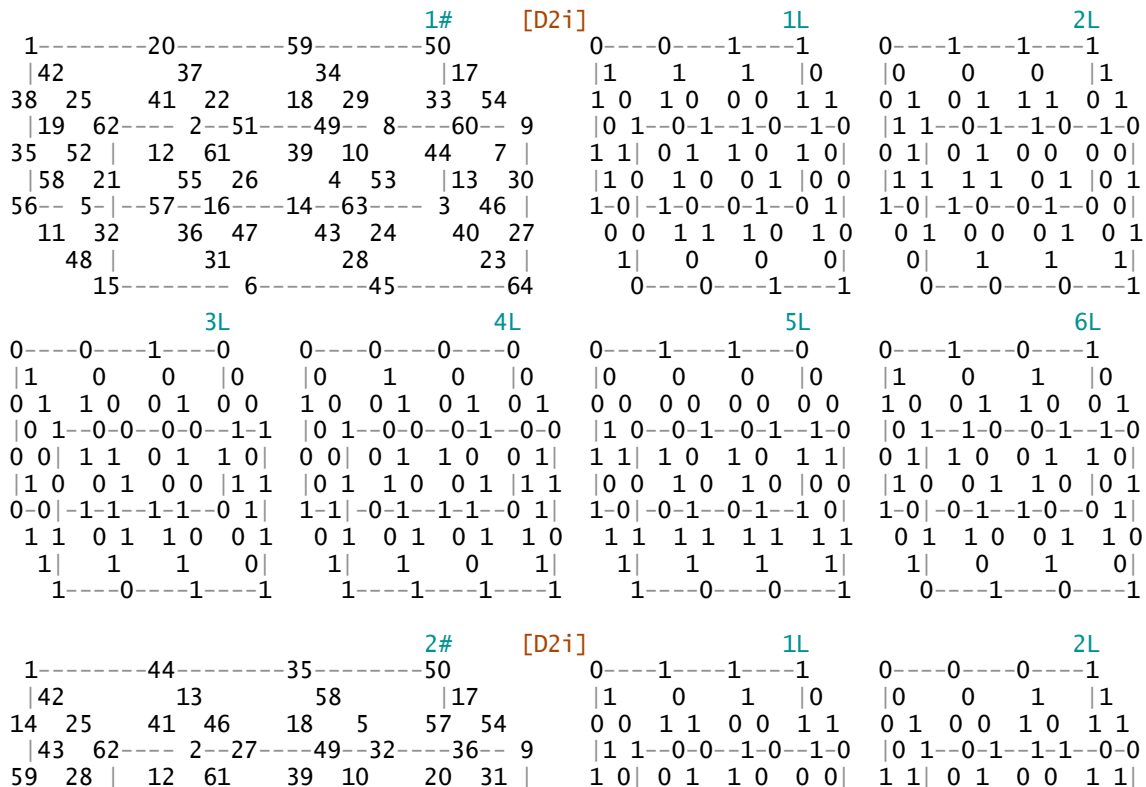 1# [D2i] 1L 2L
1--------20--------59--------50 0----0----1----1 0----1----1----1
|42 37 34 |17 |1 1 1 |0 |0 0 0 |1
38 25 41 22 18 29 33 54 1 0 1 0 0 0 1 1 0 1 0 1 1 1 0 1
|19 62---- 2--51----49-- 8----60-- 9 |0 1--0-1--1-0--1-0 |1 1--0-1--1-0--1-0
35 52 | 12 61 39 10 44 7 | 1 1| 0 1 1 0 1 0| 0 1| 0 1 0 0 0 0|
|58 21 55 26 4 53 |13 30 |1 0 1 0 0 1 |0 0 |1 1 1 1 0 1 |0 1
56-- 5-|--57--16----14--63---- 3 46 | 1-0|-1-0--0-1--0 1| 1-0|-1-0--0-1--0 0|
11 32 36 47 43 24 40 27 0 0 1 1 1 0 1 0 0 1 0 0 0 1 0 1
48 | 31 28 23 | 1| 0 0 0| 0| 1 1 1|
15--------- 6--------45--------64 0----0----1----1 0----0----0----1
3L 4L 5L 6L
0----0----1----0 0----0----0----0 0----1----1----0 0----1----0----1
|1 0 0 |0 |0 1 0 |0 |0 0 0 |0 |1 0 1 |0
0 1 1 0 0 1 0 0 1 0 0 1 0 1 0 1 0 0 0 0 0 0 0 0 1 0 0 1 1 0 0 1
|0 1--0-0--0-0--1-1 |0 1--0-0--0-1--0-0 |1 0--0-1--0-1--1-0 |0 1--1-0--0-1--1-0
0 0| 1 1 0 1 1 0| 0 0| 0 1 1 0 0 1| 1 1| 1 0 1 0 1 1| 0 1| 1 0 0 1 1 0|
|1 0 0 1 0 0 |1 1 |0 1 1 0 0 1 |1 1 |0 0 1 0 1 0 |0 0 |1 0 0 1 1 0 |0 1
0-0|-1-1--1-1--0 1| 1-1|-0-1--1-1--0 1| 1-0|-0-1--0-1--1 0| 1-0|-0-1--1-0--0 1|
1 1 0 1 1 0 0 1 0 1 0 1 0 1 1 0 1 1 1 1 1 1 1 1 0 1 1 0 0 1 1 0
1| 1 1 0| 1| 1 0 1| 1| 1 1 1| 1| 0 1 0|
1----0----1----1 1----1----1----1 1----0----0----1 0----1----0----1
2# [D2i] 1L 2L
1--------44--------35--------50 0----1----1----1 0----0----0----1
|42 13 58 |17 |1 0 1 |0 |0 0 1 |1
14 25 41 46 18 5 57 54 0 0 1 1 0 0 1 1 0 1 0 0 1 0 1 1
|43 62---- 2--27----49--32----36-- 9 |1 1--0-0--1-0--1-0 |0 1--0-1--1-1--0-0
59 28 | 12 61 39 10 20 31 | 1 0| 0 1 1 0 0 0| 1 1| 0 1 0 0 1 1|